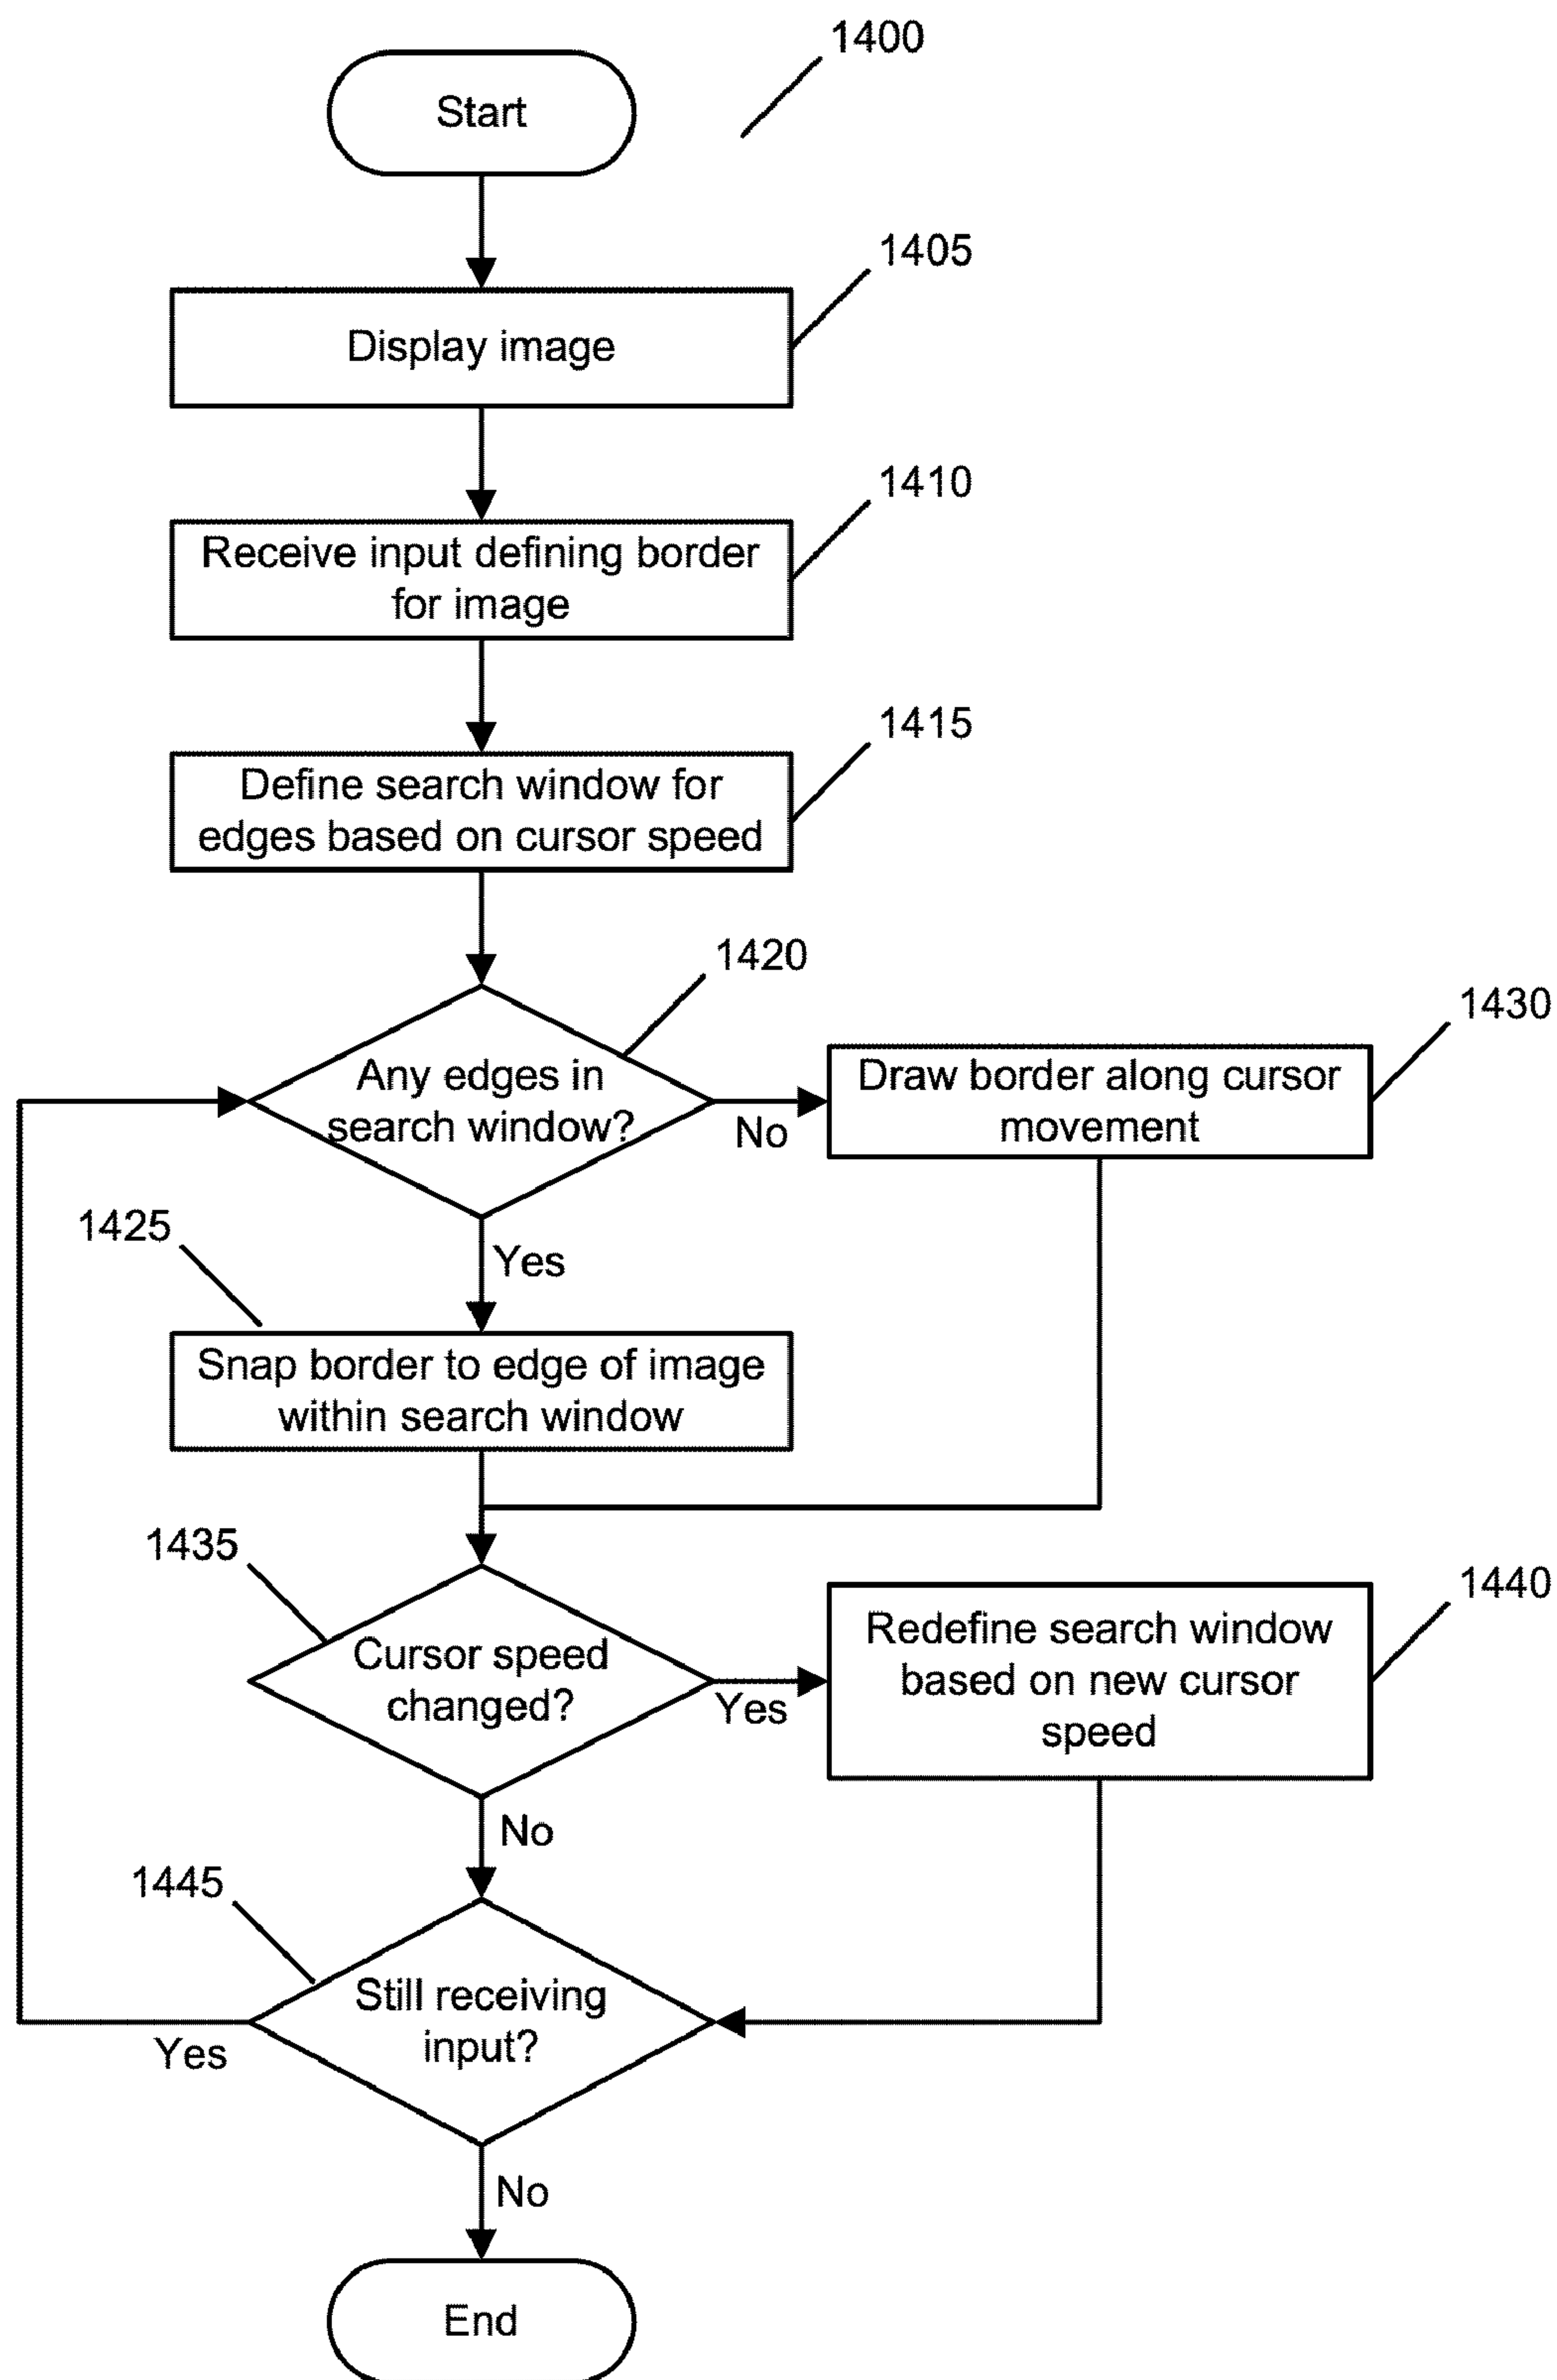 1400
Start
1405
Display image
1410
Receive input defining border
for image
1415
Define search window for
edges based on cursor speed
1420
Any edges in
search window?
No
1430
Draw border along cursor
movement
Yes
1425
Snap border to edge of image
within search window
1435
Cursor speed
changed?
Yes
1440
Redefine search window
based on new cursor
speed
No
1445
Still receiving
input?
Yes
No
End